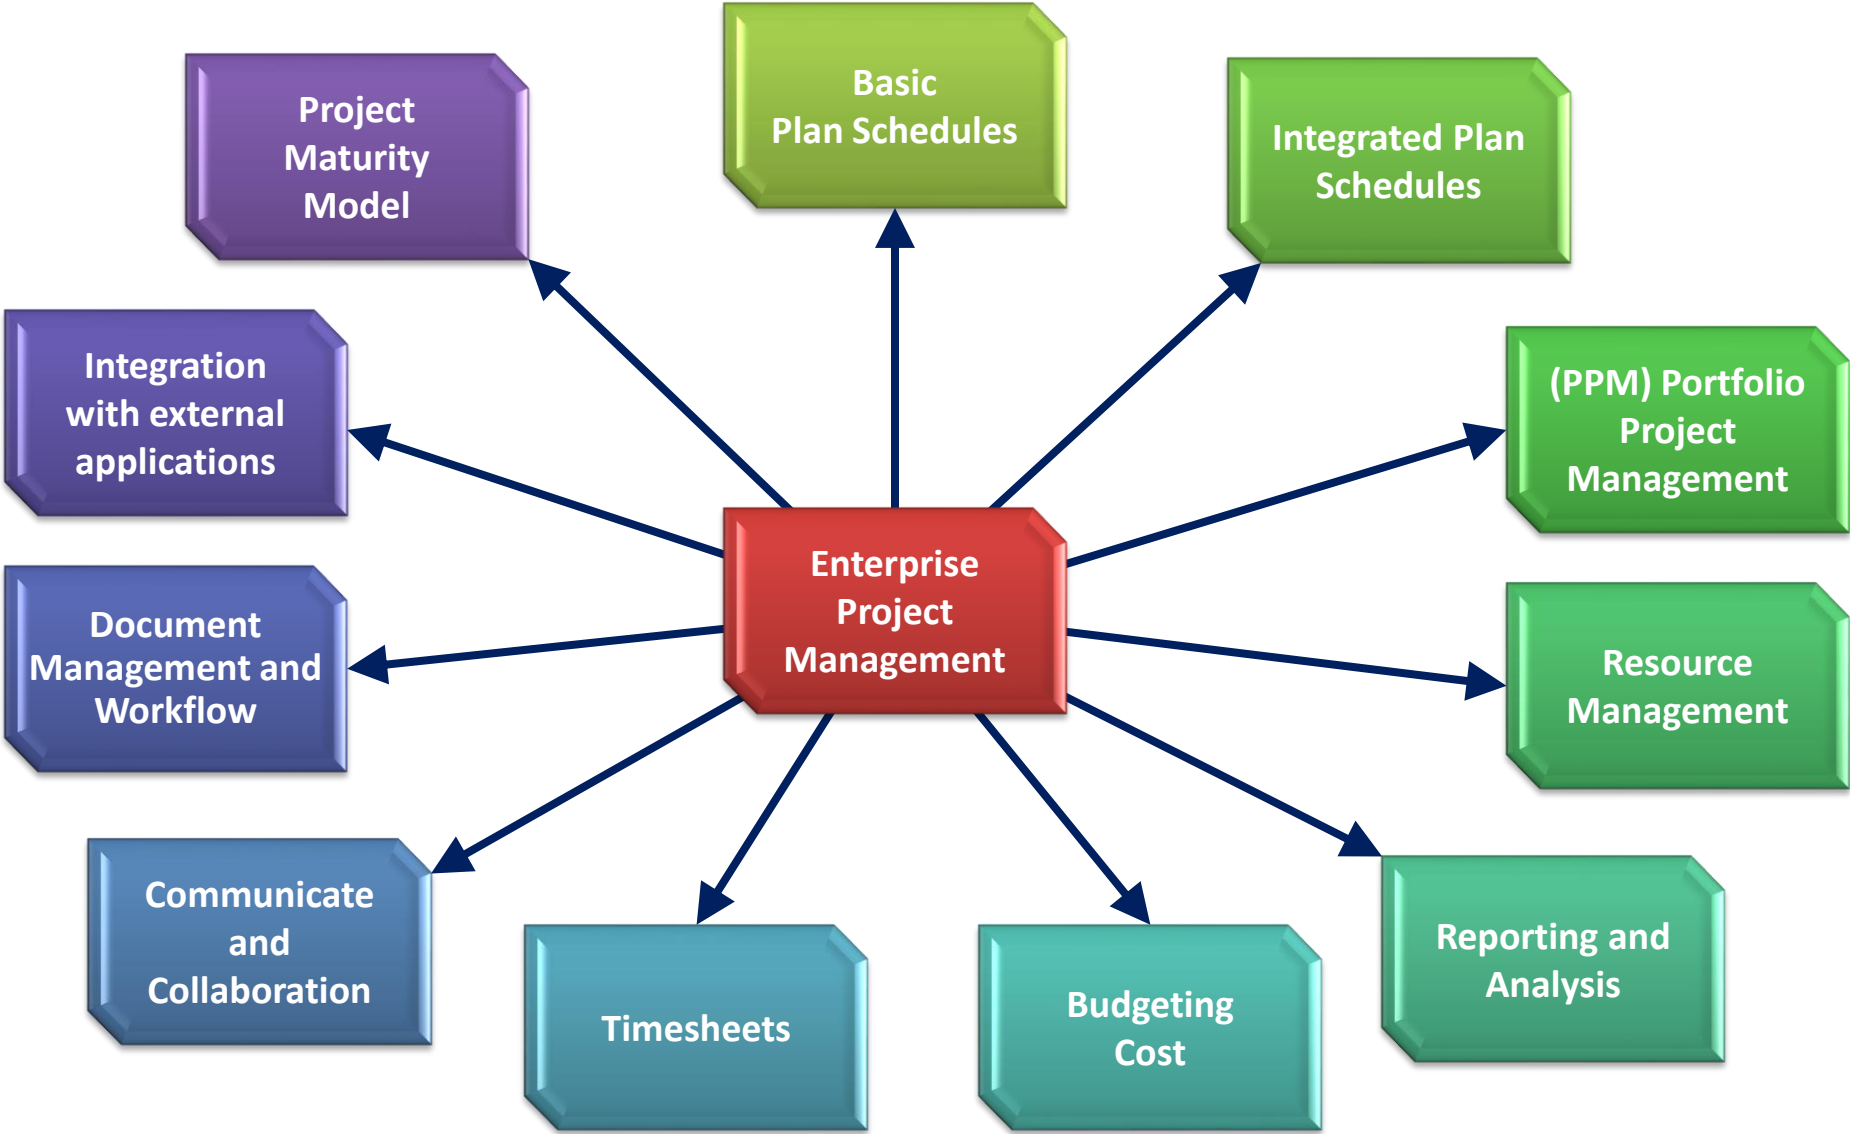 Basic
Plan Schedules
Project
Maturity
Model
Integrated Plan
Schedules
Integration
with external
applications
(PPM) Portfolio
Project
Management
Enterprise
Project
Management
Document
Management and
Workflow
Resource
Management
Communicate
and
Collaboration
Reporting and
Analysis
Timesheets
Budgeting
Cost